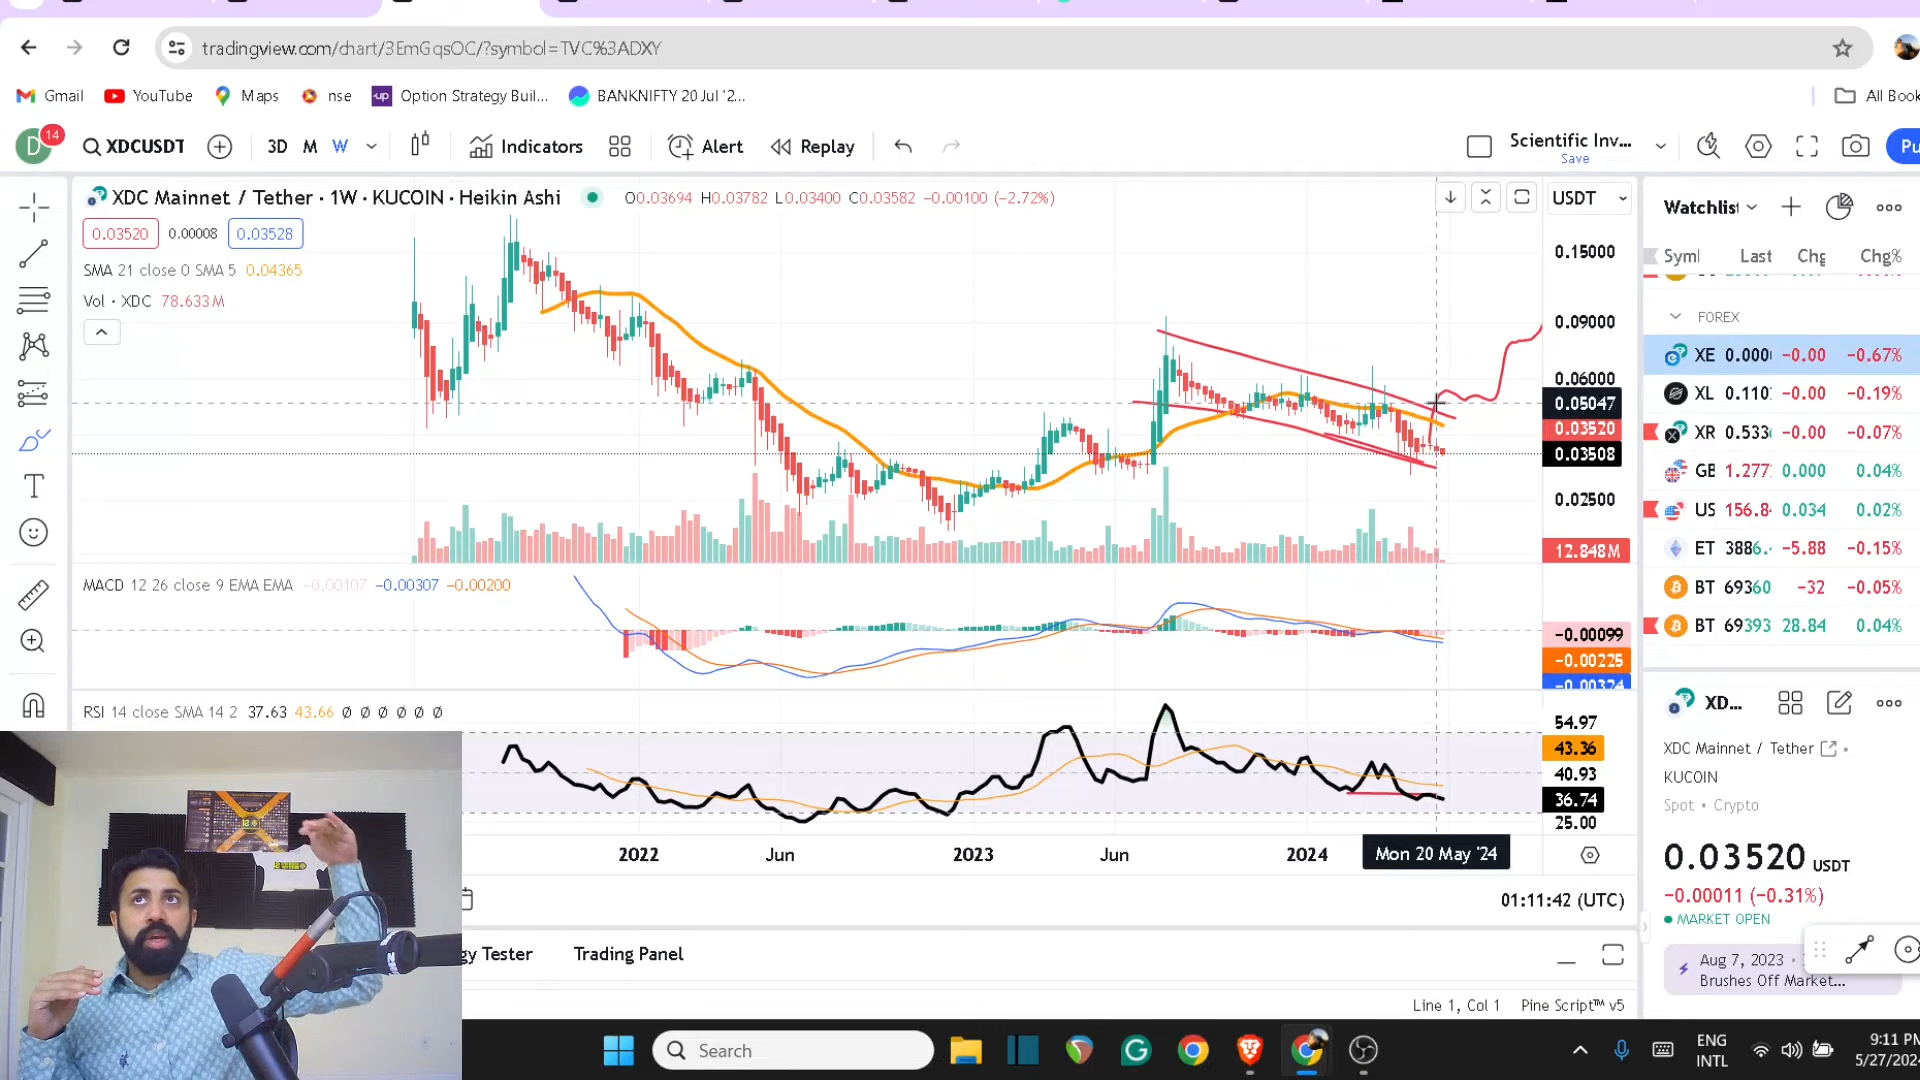 tradingview.com/chart/3EmGqsOC/?symbol=TVC%3ADXY
Gmail YouTube Maps nse Option Strategy Buil... BANKNIFTY 20 Jul '2... All Book
D 14 XDCUSDT 3D M W Indicators Alert Replay Scientific Inv... Save Pu
XDC Mainnet / Tether · 1W · KUCOIN · Heikin Ashi O0.03694 H0.03782 L0.03400 C0.03582 −0.00100 (−2.72%) USDT
0.03520 0.00008 0.03528
SMA 21 close 0 SMA 5 0.04365
Vol · XDC 78.633M
0.15000
0.09000
0.06000
0.05047
0.03520
0.03508
0.02500
12.848M
MACD 12 26 close 9 EMA EMA −0.00107 −0.00307 −0.00200
−0.00099
−0.00225
−0.00374
RSI 14 close SMA 14 2 37.63 43.66 ∅ ∅ ∅ ∅ ∅ ∅
54.97
43.36
40.93
36.74
25.00
2022 Jun 2023 Jun 2024 Mon 20 May '24
01:11:42 (UTC)
gy Tester Trading Panel
Line 1, Col 1 Pine Script™ v5
Watchlist
Symbl Last Chg Chg%
FOREX
XE 0.000 −0.00 −0.67%
XL 0.110 −0.00 −0.19%
XR 0.533 −0.00 −0.07%
GB 1.277 0.000 0.04%
US 156.8 0.034 0.02%
ET 3886. −5.88 −0.15%
BT 69360 −32 −0.05%
BT 69393 28.84 0.04%
XD...
XDC Mainnet / Tether
KUCOIN
Spot • Crypto
0.03520 USDT
−0.00011 (−0.31%)
MARKET OPEN
Aug 7, 2023
Brushes Off Market...
Search
ENG
INTL
9:11 PM
5/27/202